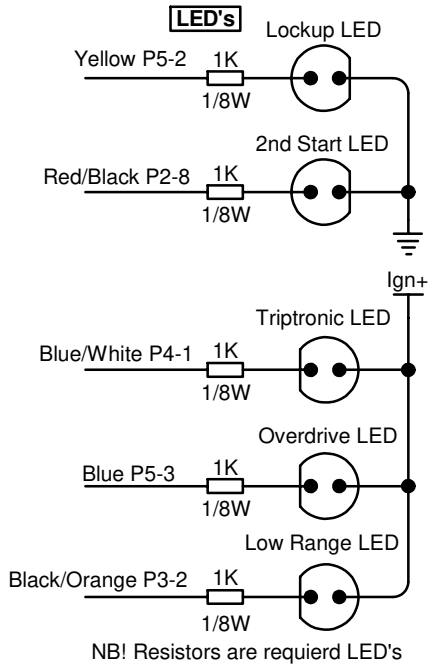 LED's
Lockup LED
Yellow P5-2 1K
1/8W
2nd Start LED
Red/Black P2-8 1K
1/8W
Ign+
Triptronic LED
Blue/White P4-1 1K
1/8W
Overdrive LED
Blue P5-3 1K
1/8W
Low Range LED
Black/Orange P3-2 1K
1/8W
NB! Resistors are requierd LED's